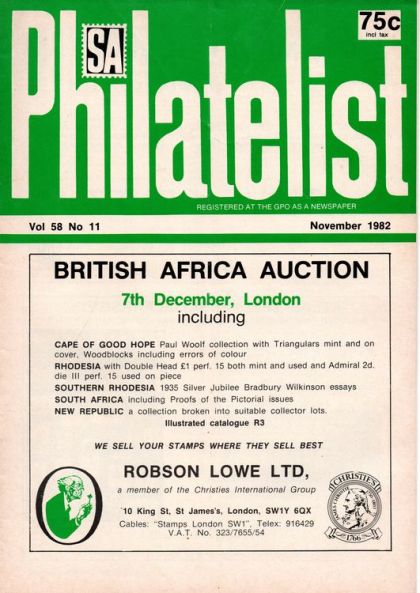 75c
incl tax
SA
Philatelist
REGISTERED AT THE GPO AS A NEWSPAPER
Vol 58 No 11
November 1982
BRITISH AFRICA AUCTION
7th December, London
including
CAPE OF GOOD HOPE Paul Woolf collection with Triangulars mint and on
cover, Woodblocks including errors of colour
RHODESIA with Double Head £1 perf. 15 both mint and used and Admiral 2d.
die III perf. 15 used on piece
SOUTHERN RHODESIA 1935 Silver Jubilee Bradbury Wilkinson essays
SOUTH AFRICA including Proofs of the Pictorial issues
NEW REPUBLIC a collection broken into suitable collector lots.
Illustrated catalogue R3
WE SELL YOUR STAMPS WHERE THEY SELL BEST
ROBSON LOWE LTD,
a member of the Christies International Group
10 King St, St James's, London, SW1Y 6QX
Cables: "Stamps London SW1", Telex: 916429
V.A.T. No. 323/7655/54
CHRISTIE'S
1766